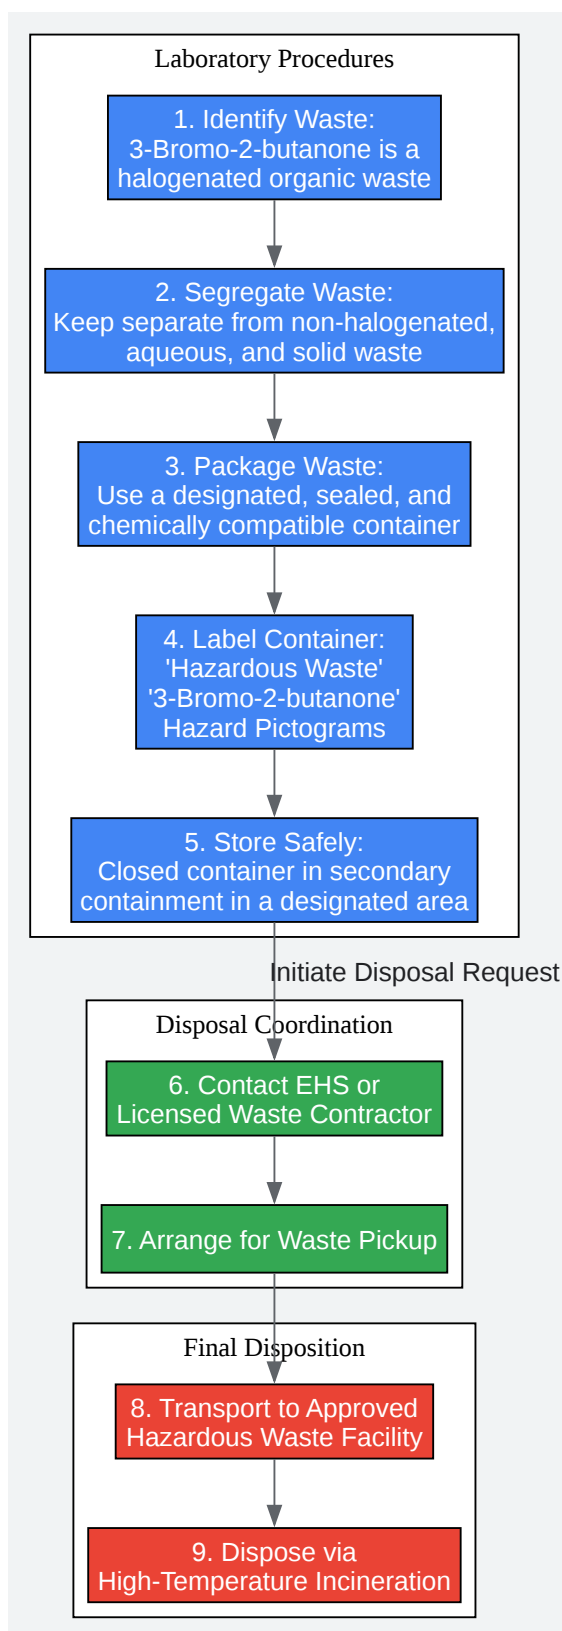 Laboratory Procedures
1. Identify Waste:
3-Bromo-2-butanone is a
halogenated organic waste
2. Segregate Waste:
Keep separate from non-halogenated,
aqueous, and solid waste
3. Package Waste:
Use a designated, sealed, and
chemically compatible container
4. Label Container:
'Hazardous Waste'
'3-Bromo-2-butanone'
Hazard Pictograms
5. Store Safely:
Closed container in secondary
containment in a designated area
Initiate Disposal Request
Disposal Coordination
6. Contact EHS or
Licensed Waste Contractor
7. Arrange for Waste Pickup
Final Disposition
8. Transport to Approved
Hazardous Waste Facility
9. Dispose via
High-Temperature Incineration